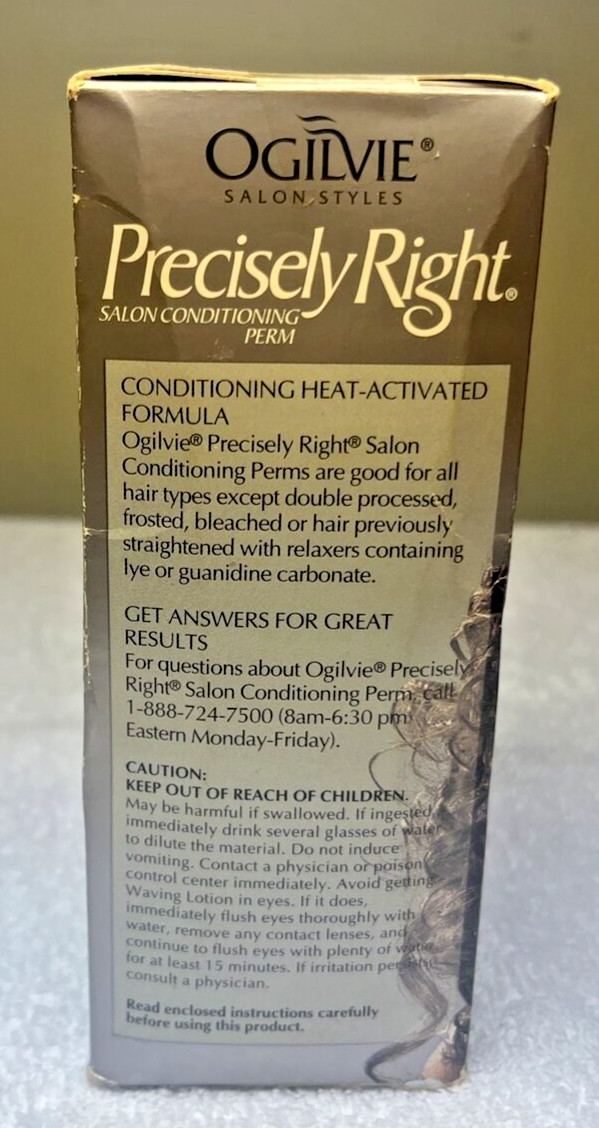 OGILVIE®
SALON STYLES
Precisely Right®
SALON CONDITIONING
PERM
CONDITIONING HEAT-ACTIVATED
FORMULA
Ogilvie® Precisely Right® Salon
Conditioning Perms are good for all
hair types except double processed,
frosted, bleached or hair previously
straightened with relaxers containing
lye or guanidine carbonate.
GET ANSWERS FOR GREAT
RESULTS
For questions about Ogilvie® Precisely
Right® Salon Conditioning Perm, call
1-888-724-7500 (8am-6:30 pm
Eastern Monday-Friday).
CAUTION:
KEEP OUT OF REACH OF CHILDREN.
May be harmful if swallowed. If ingested,
immediately drink several glasses of water
to dilute the material. Do not induce
vomiting. Contact a physician or poison
control center immediately. Avoid getting
Waving Lotion in eyes. If it does,
immediately flush eyes thoroughly with
water, remove any contact lenses, and
continue to flush eyes with plenty of water
for at least 15 minutes. If irritation persists,
consult a physician.
Read enclosed instructions carefully
before using this product.